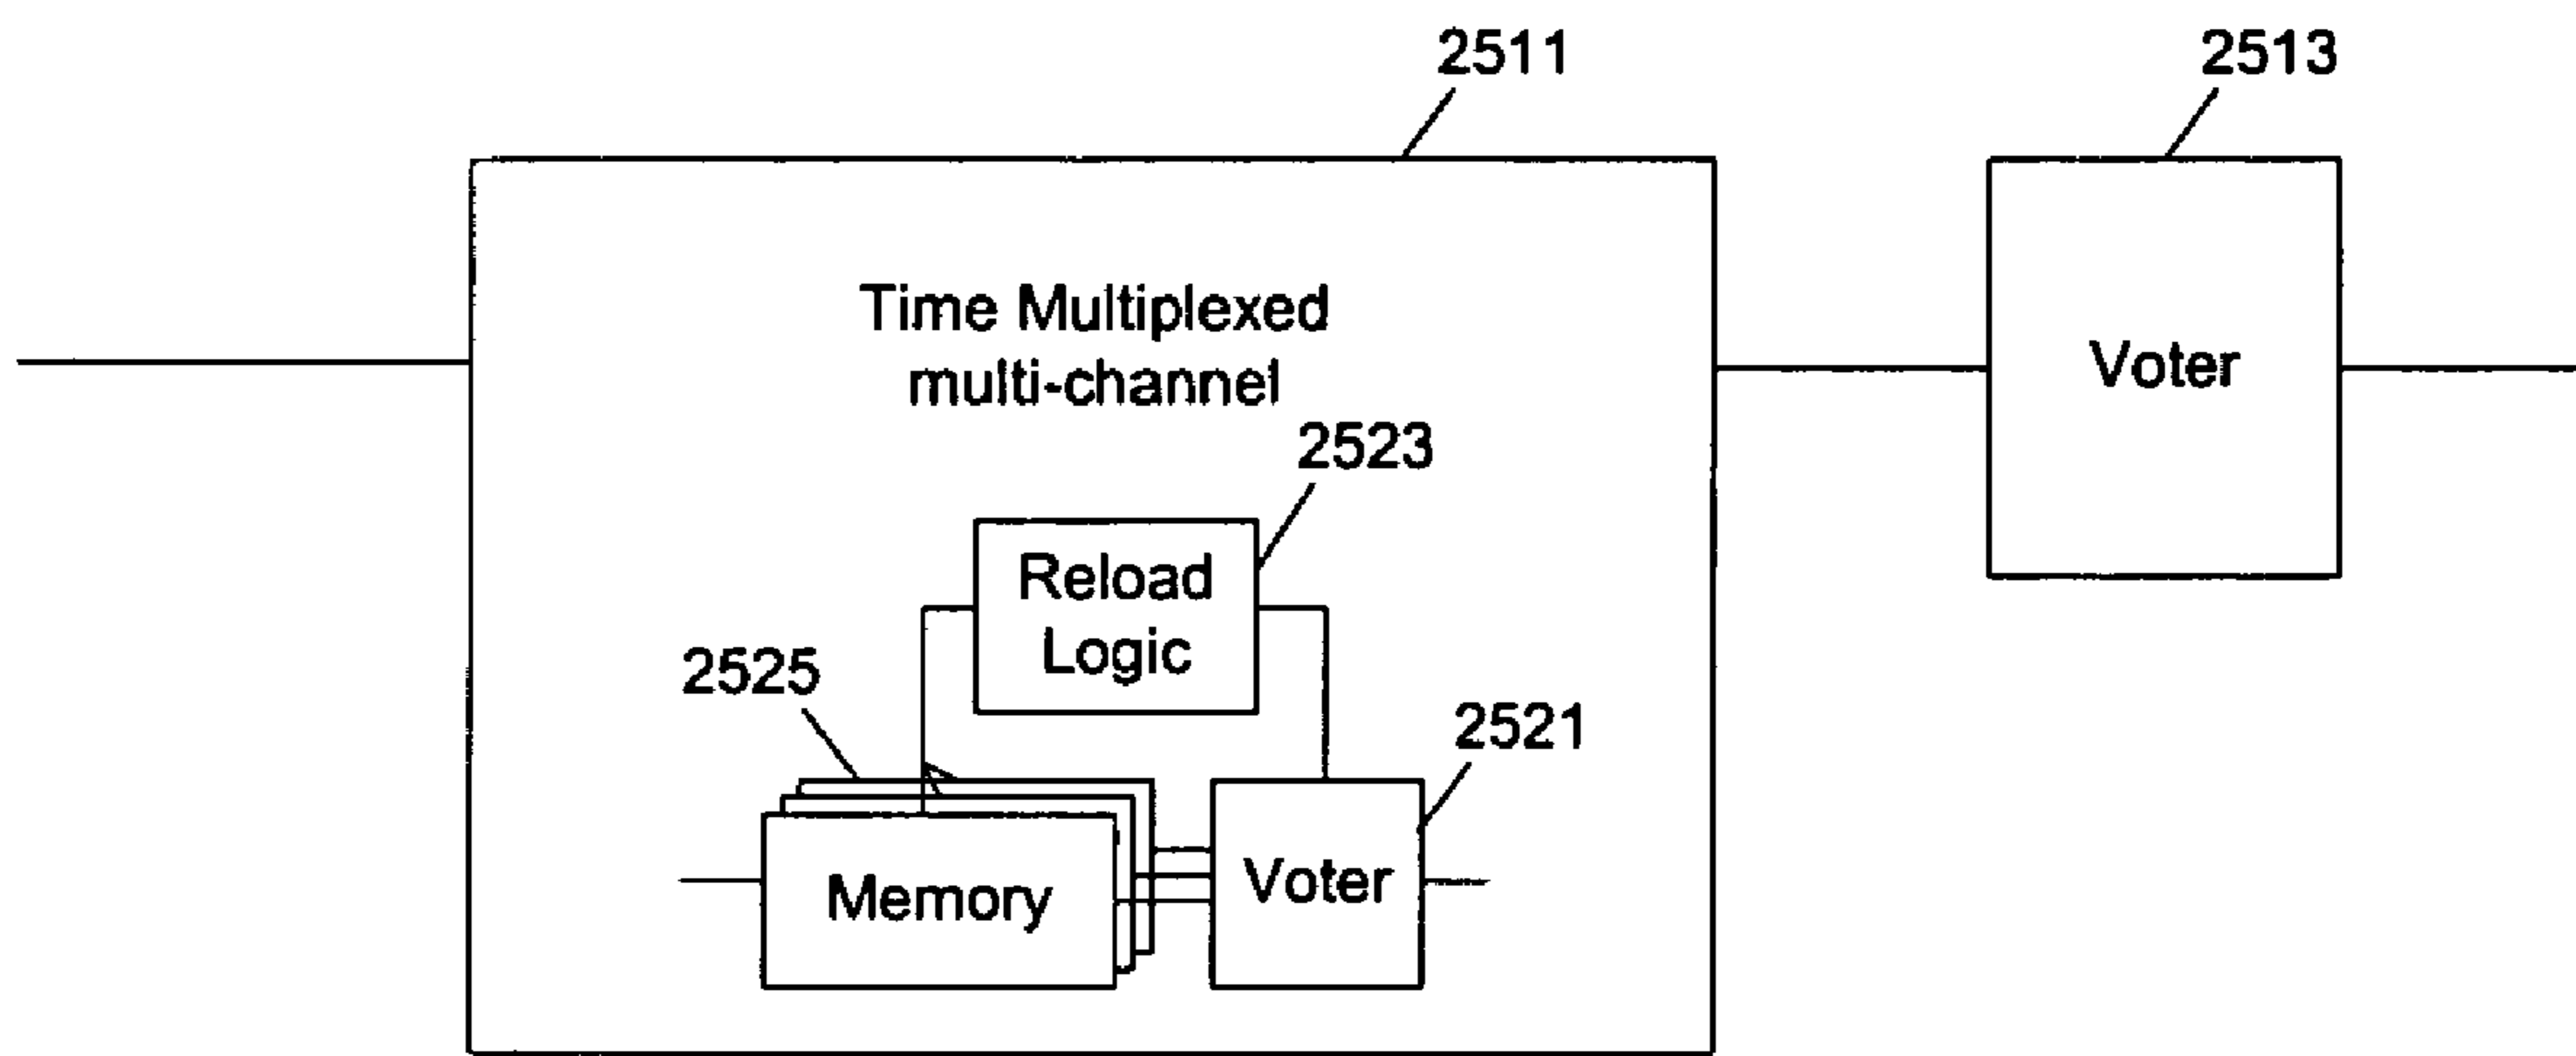 2511
2513
Time Multiplexed
multi-channel
Voter
2523
Reload
Logic
2525
2521
Memory
Voter